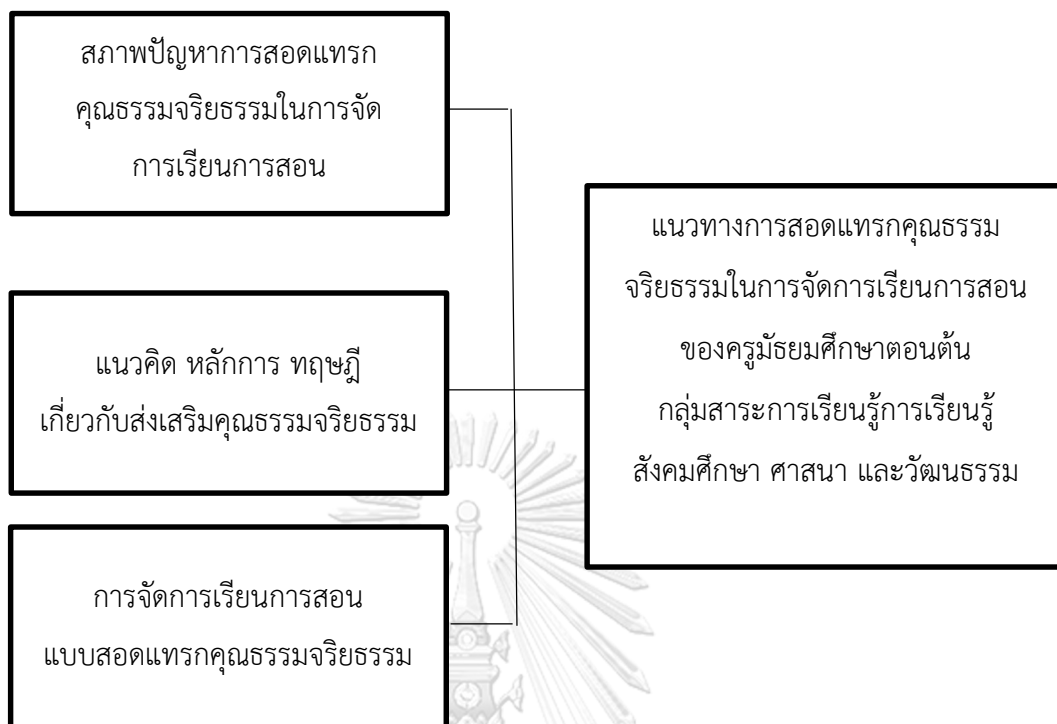 สภาพปัญหาการสอดแทรก
คุณธรรมจริยธรรมในการจัด
การเรียนการสอน
แนวคิด หลักการ ทฤษฎี
เกี่ยวกับส่งเสริมคุณธรรมจริยธรรม
การจัดการเรียนการสอน
แบบสอดแทรกคุณธรรมจริยธรรม
แนวทางการสอดแทรกคุณธรรม
จริยธรรมในการจัดการเรียนการสอน
ของครูมัธยมศึกษาตอนต้น
กลุ่มสาระการเรียนรู้การเรียนรู้
สังคมศึกษา ศาสนา และวัฒนธรรม